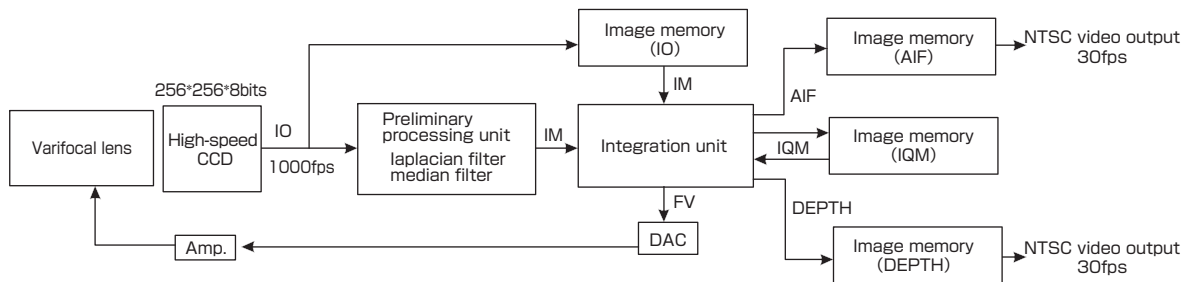 Image memory
(IO)
Image memory
(AIF)
NTSC video output
30fps
256*256*8bits
IM
AIF
Varifocal lens
High-speed
CCD
IO
1000fps
Preliminary
processing unit
laplacian filter
median filter
IM
Integration unit
IQM
Image memory
(IQM)
FV
DEPTH
Amp.
DAC
Image memory
(DEPTH)
NTSC video output
30fps